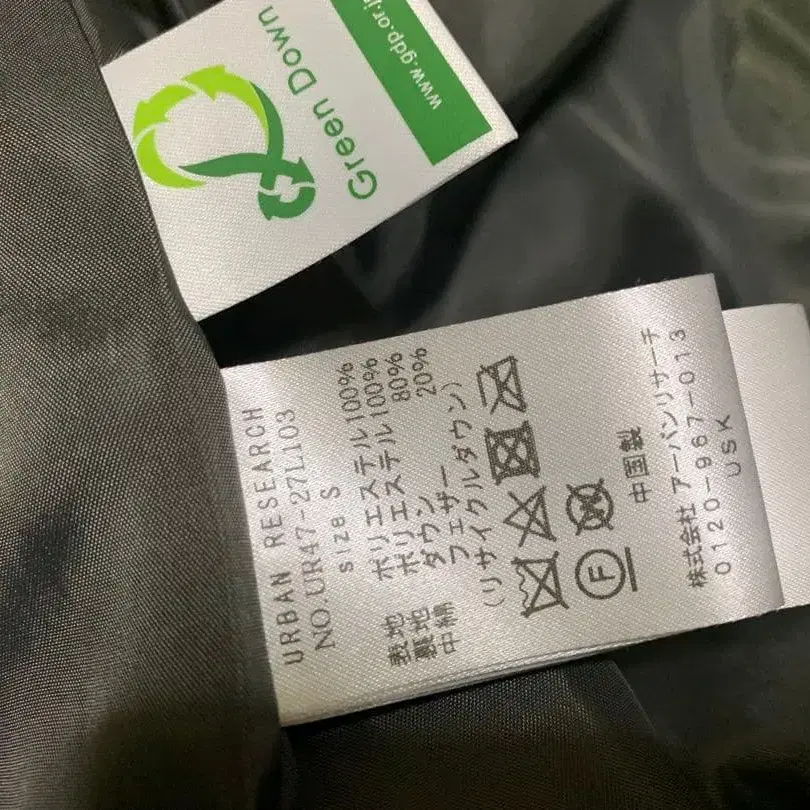 Green Down
www.gdp.or.jp
URBAN RESEARCH
NO.UR47-27L103
SIZE S
表地 ポリエステル100%
裏地 ポリエステル100%
中綿 ダウン 80%
フェザー 20%
(リサイクルダウン)
F
中国製
株式会社 アーバンリサーチ
0120-967-013
USK